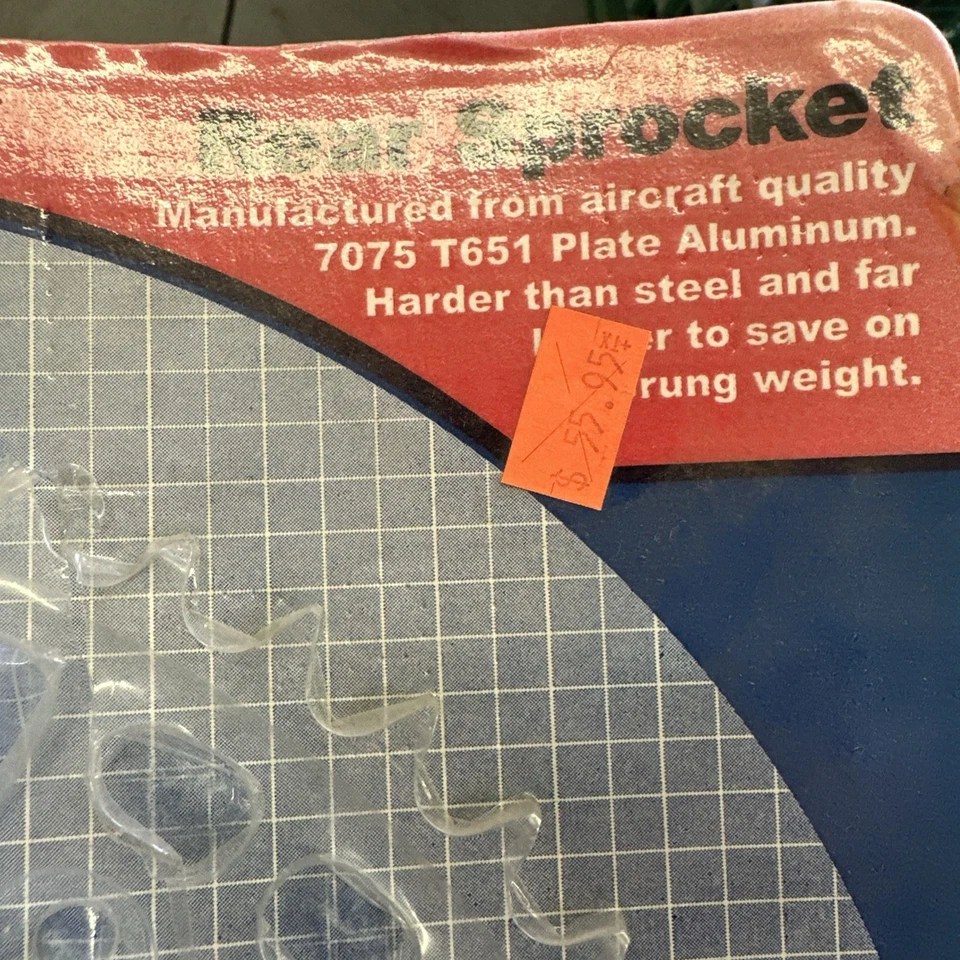 Rear Sprocket
Manufactured from aircraft quality
7075 T651 Plate Aluminum.
Harder than steel and far
to save on
weight.
$55.95